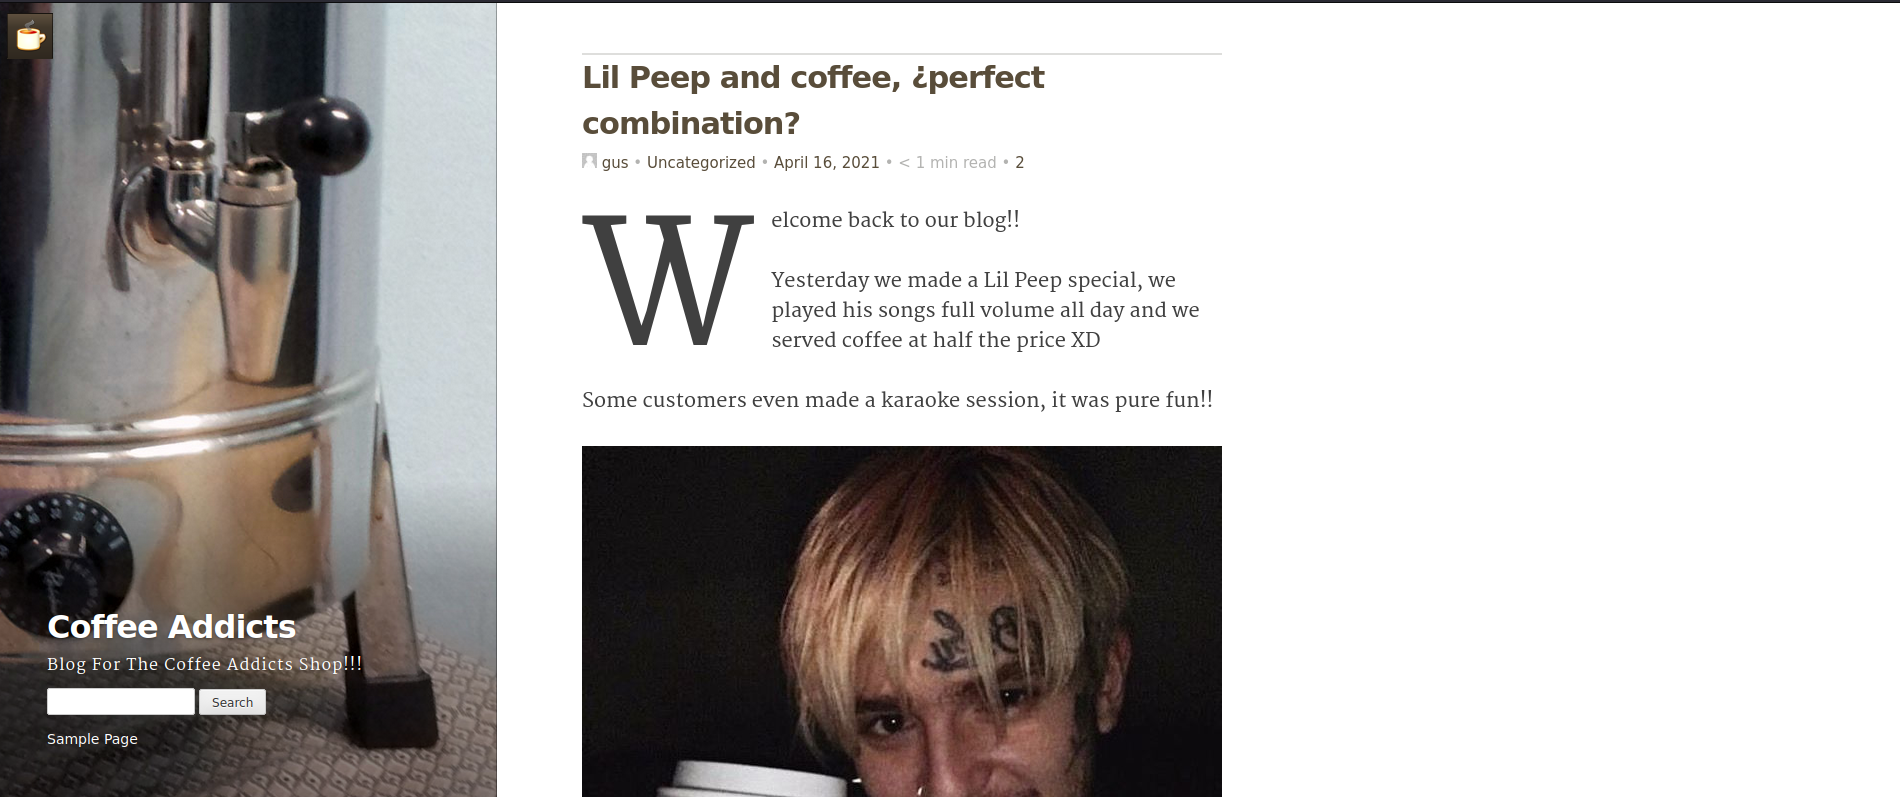 Lil Peep and coffee, ¿perfect
combination?
gus • Uncategorized • April 16, 2021 • < 1 min read • 2
Welcome back to our blog!!
Yesterday we made a Lil Peep special, we
played his songs full volume all day and we
served coffee at half the price XD
Some customers even made a karaoke session, it was pure fun!!
Coffee Addicts
Blog For The Coffee Addicts Shop!!!
Search
Sample Page